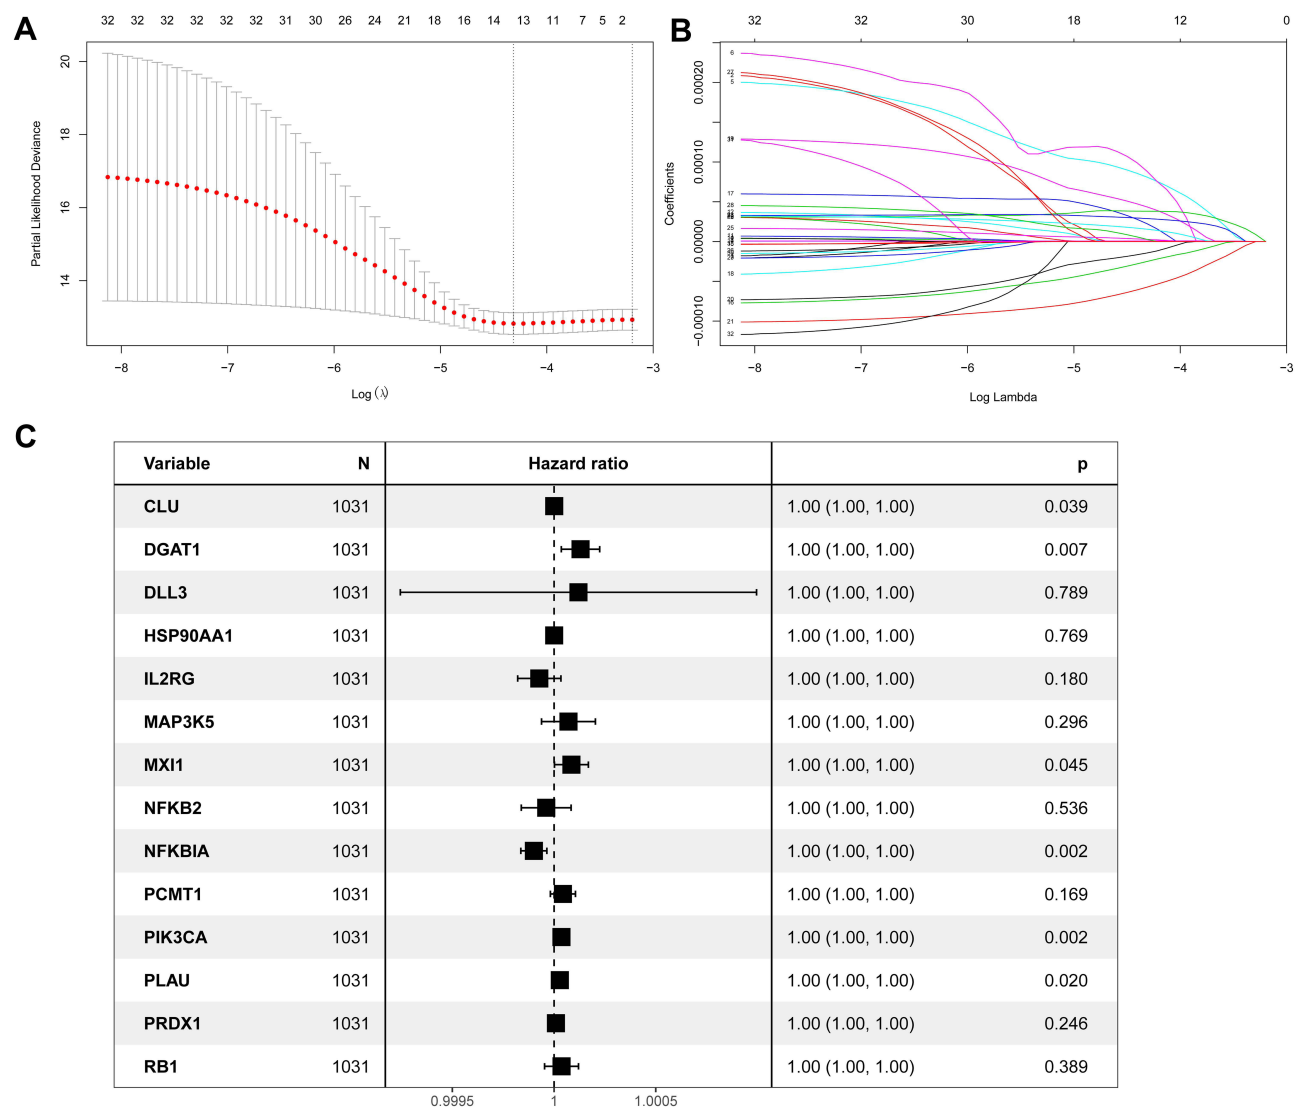 A
32 32 32 32 32 32 31 30 26 24 21 18 16 14 13 11 7 5 2
Partial Likelihood Deviance
20
18
16
14
−8 −7 −6 −5 −4 −3
Log (λ)
B
32 32 30 18 12 0
Coefficients
0.00020
0.00010
0.00000
−0.00010
6
5
17
28
25
18
21
32
−8 −7 −6 −5 −4 −3
Log Lambda
C
Variable N Hazard ratio p
CLU 1031 1.00 (1.00, 1.00) 0.039
DGAT1 1031 1.00 (1.00, 1.00) 0.007
DLL3 1031 1.00 (1.00, 1.00) 0.789
HSP90AA1 1031 1.00 (1.00, 1.00) 0.769
IL2RG 1031 1.00 (1.00, 1.00) 0.180
MAP3K5 1031 1.00 (1.00, 1.00) 0.296
MXI1 1031 1.00 (1.00, 1.00) 0.045
NFKB2 1031 1.00 (1.00, 1.00) 0.536
NFKBIA 1031 1.00 (1.00, 1.00) 0.002
PCMT1 1031 1.00 (1.00, 1.00) 0.169
PIK3CA 1031 1.00 (1.00, 1.00) 0.002
PLAU 1031 1.00 (1.00, 1.00) 0.020
PRDX1 1031 1.00 (1.00, 1.00) 0.246
RB1 1031 1.00 (1.00, 1.00) 0.389
0.9995 1 1.0005